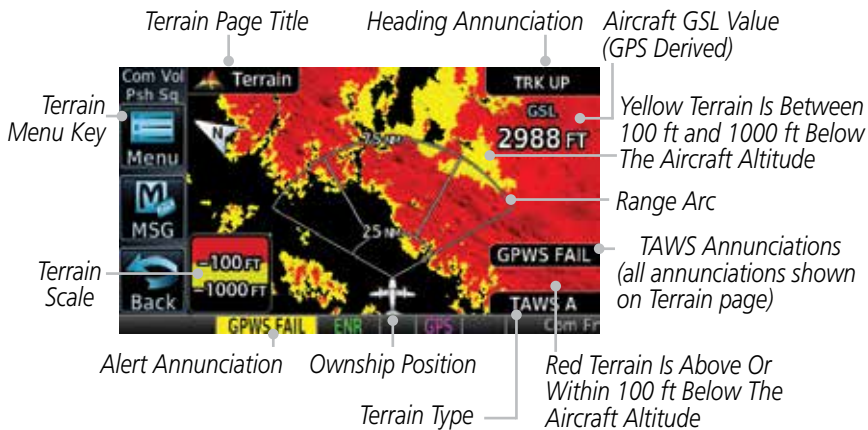 Terrain Page Title
Heading Annunciation
Aircraft GSL Value
(GPS Derived)
Terrain
Menu Key
Com Vol
Psh Sq
Terrain
TRK UP
GSL
2988 FT
Menu
N
75 NM
Yellow Terrain Is Between
100 ft and 1000 ft Below
The Aircraft Altitude
Range Arc
MSG
25 NM
GPWS FAIL
TAWS Annunciations
(all annunciations shown
on Terrain page)
Terrain
Scale
-100 FT
-1000 FT
Back
TAWS A
GPWS FAIL
ENR
GPS
Com Fr
Alert Annunciation
Ownship Position
Terrain Type
Red Terrain Is Above Or
Within 100 ft Below The
Aircraft Altitude